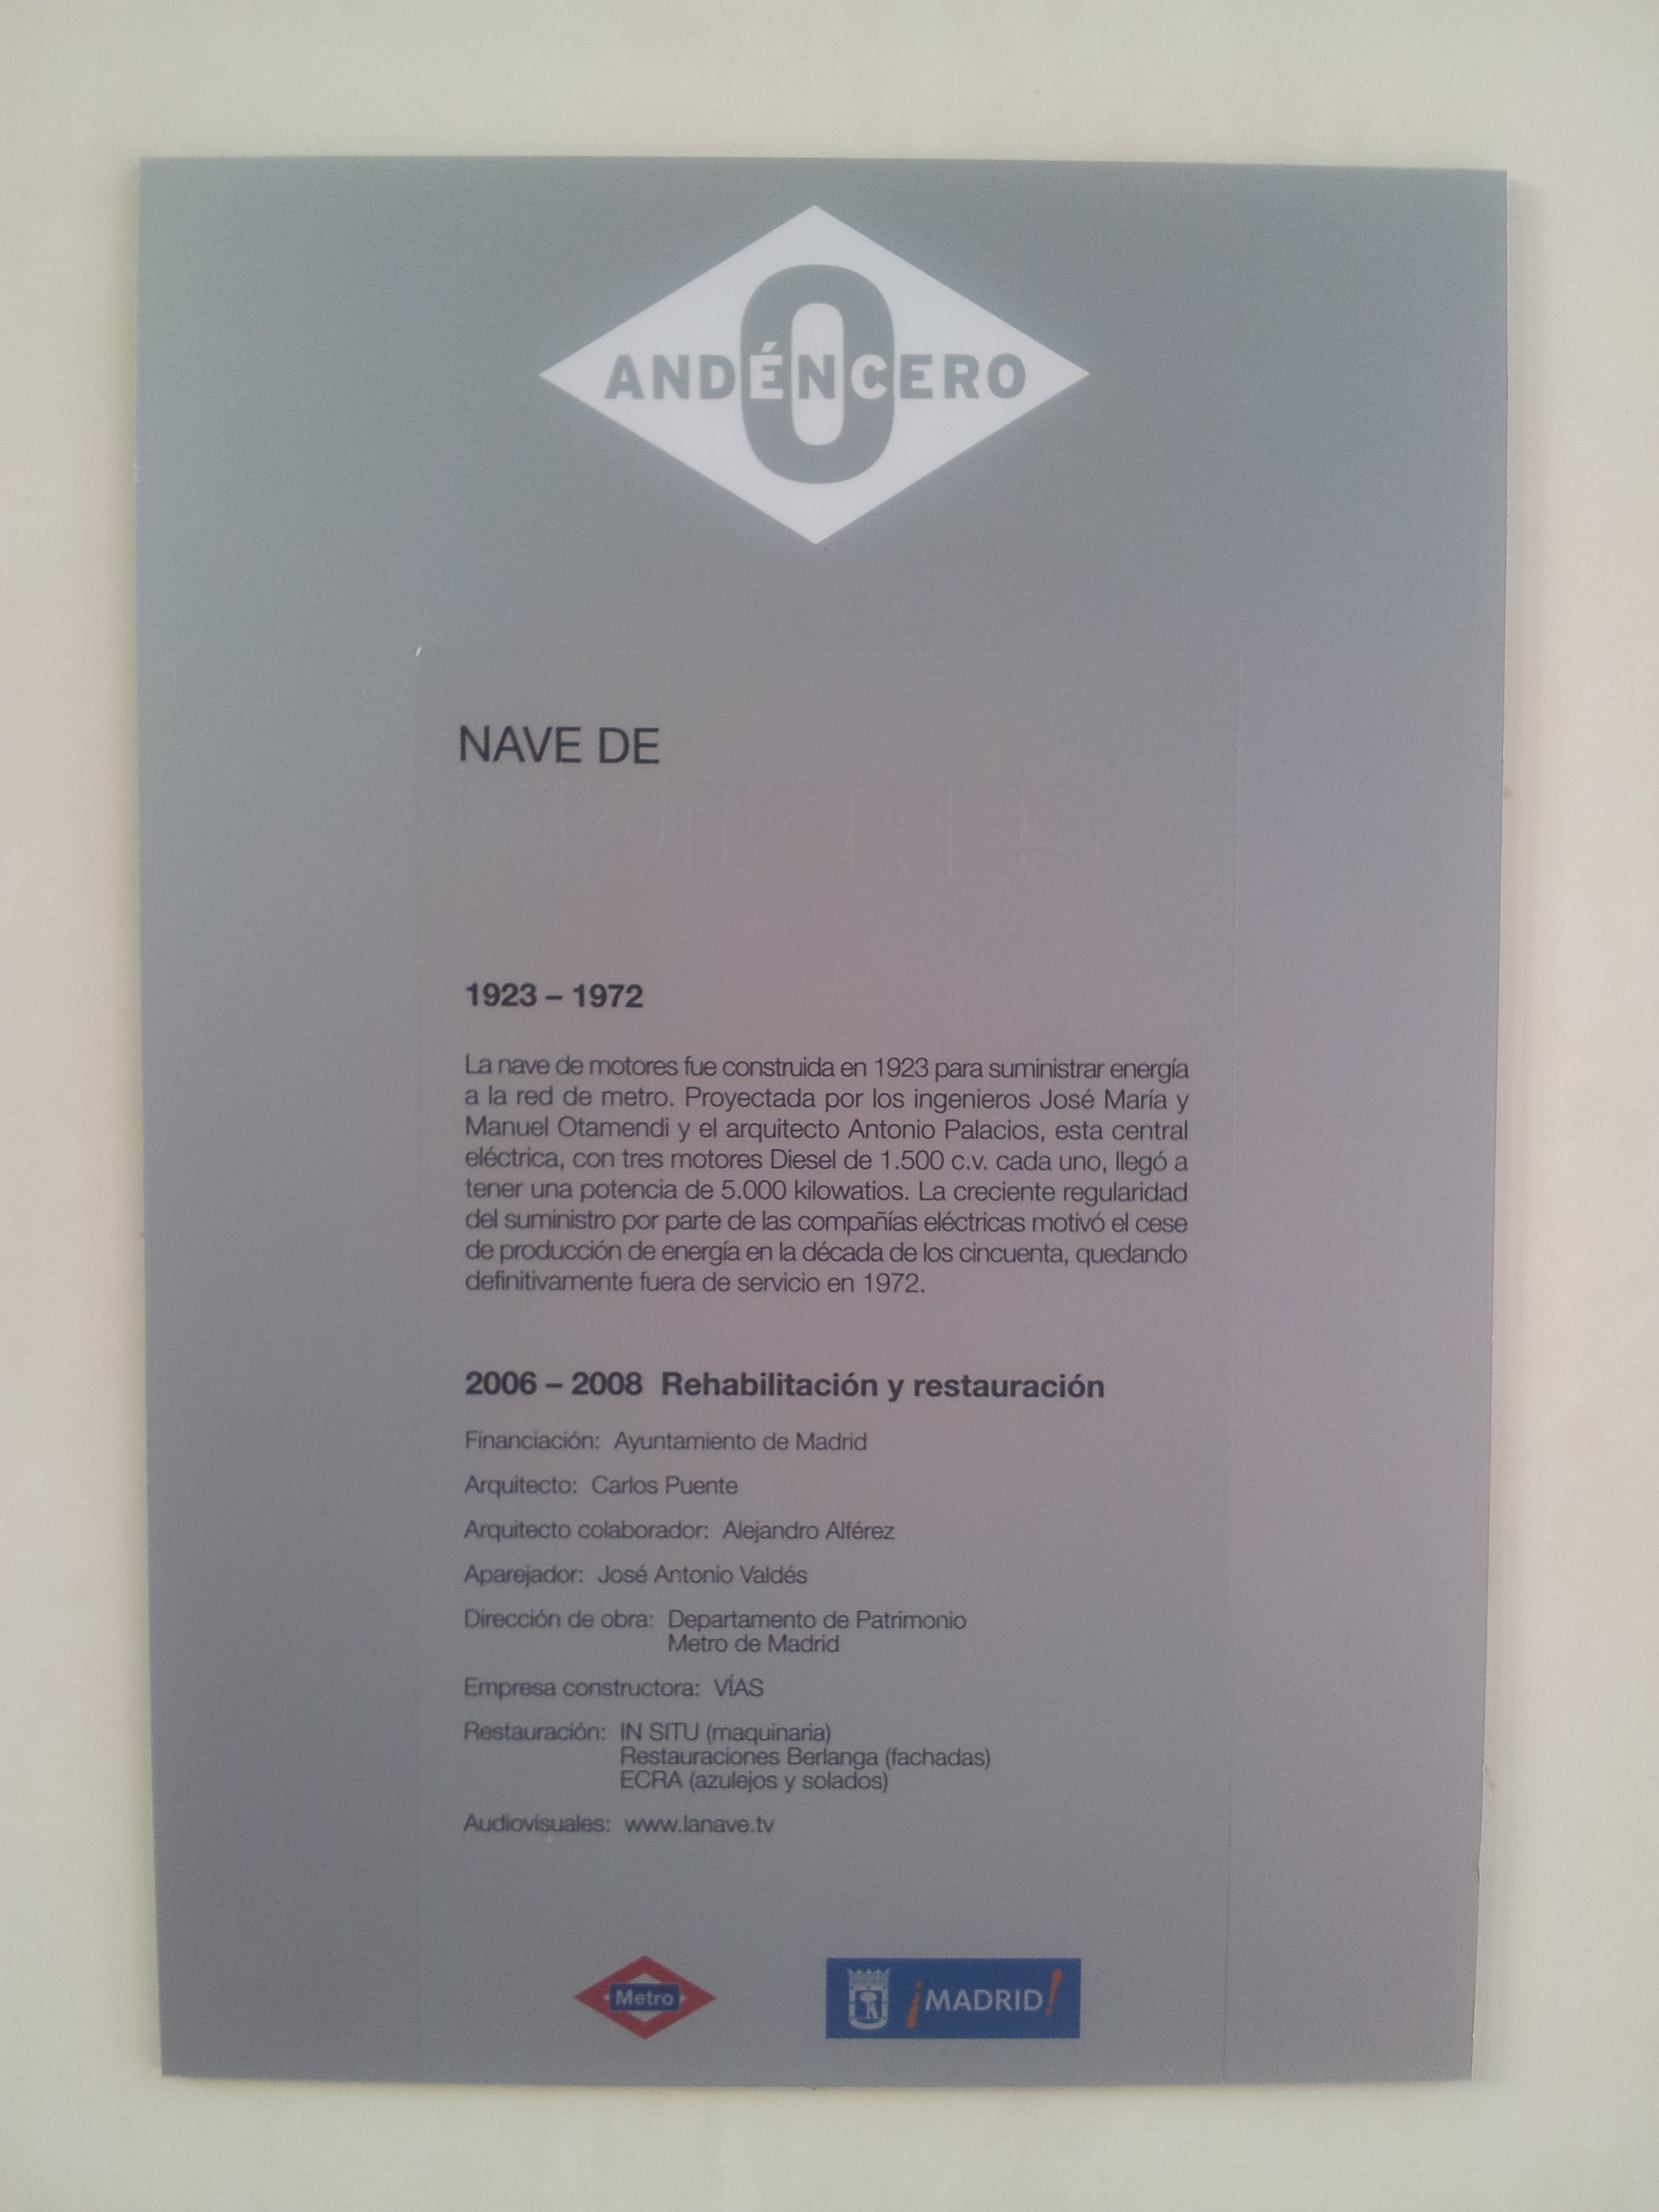 ANDÉNCERO
0
NAVE DE
MOTORES
1923 – 1972
La nave de motores fue construida en 1923 para suministrar energía
a la red de metro. Proyectada por los ingenieros José María y
Manuel Otamendi y el arquitecto Antonio Palacios, esta central
eléctrica, con tres motores Diesel de 1.500 c.v. cada uno, llegó a
tener una potencia de 5.000 kilowatios. La creciente regularidad
del suministro por parte de las compañías eléctricas motivó el cese
de producción de energía en la década de los cincuenta, quedando
definitivamente fuera de servicio en 1972.
2006 – 2008 Rehabilitación y restauración
Financiación: Ayuntamiento de Madrid
Arquitecto: Carlos Puente
Arquitecto colaborador: Alejandro Alférez
Aparejador: José Antonio Valdés
Dirección de obra: Departamento de Patrimonio
Metro de Madrid
Empresa constructora: VÍAS
Restauración: IN SITU (maquinaria)
Restauraciones Berlanga (fachadas)
ECRA (azulejos y solados)
Audiovisuales: www.lanave.tv
Metro
¡MADRID!